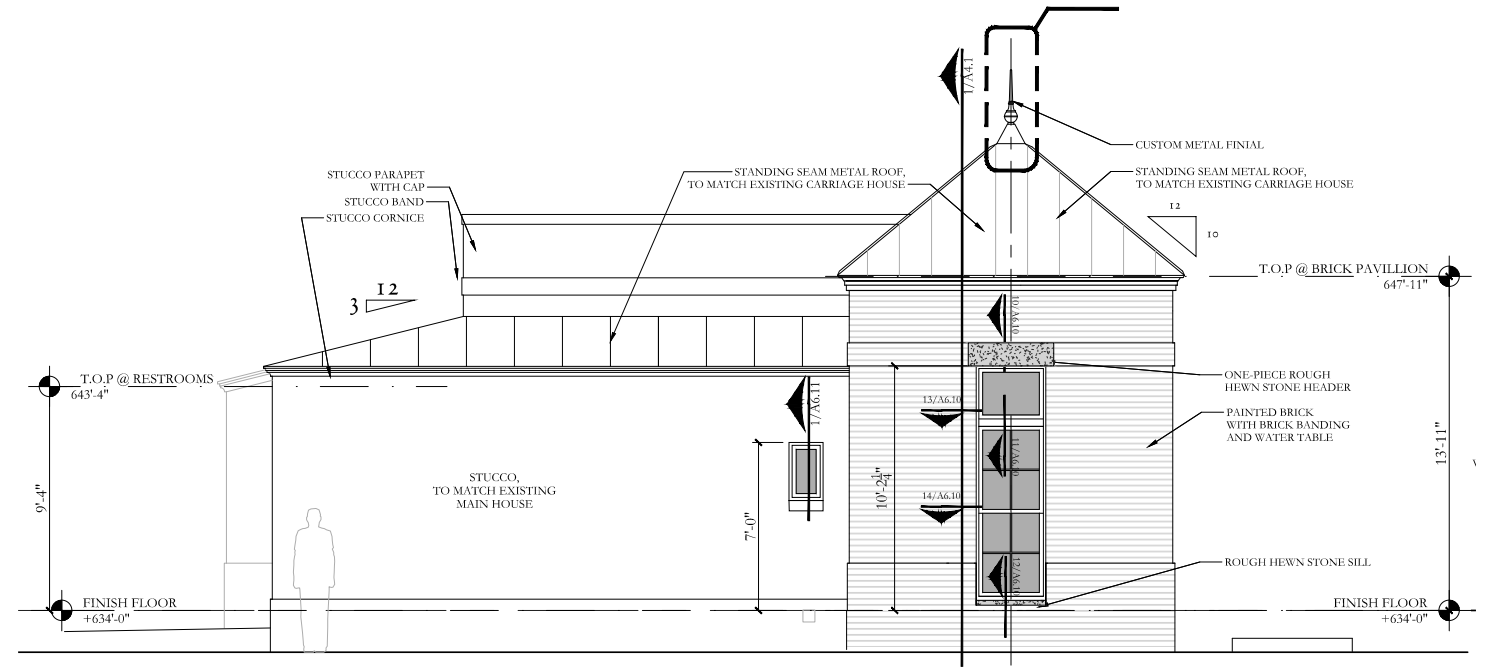 1/A4.1
CUSTOM METAL FINIAL
STUCCO PARAPET
WITH CAP
STUCCO BAND
STUCCO CORNICE
STANDING SEAM METAL ROOF,
TO MATCH EXISTING CARRIAGE HOUSE
STANDING SEAM METAL ROOF,
TO MATCH EXISTING CARRIAGE HOUSE
12
10
T.O.P @ BRICK PAVILLION
647'-11"
12
3
10/A6.10
T.O.P @ RESTROOMS
643'-4"
ONE-PIECE ROUGH
HEWN STONE HEADER
13/A6.10
1/A6.11
PAINTED BRICK
WITH BRICK BANDING
AND WATER TABLE
13'-11"
STUCCO,
TO MATCH EXISTING
MAIN HOUSE
10'-2 1/4"
14/A6.10
9'-4"
7'-0"
ROUGH HEWN STONE SILL
FINISH FLOOR
+634'-0"
FINISH FLOOR
+634'-0"